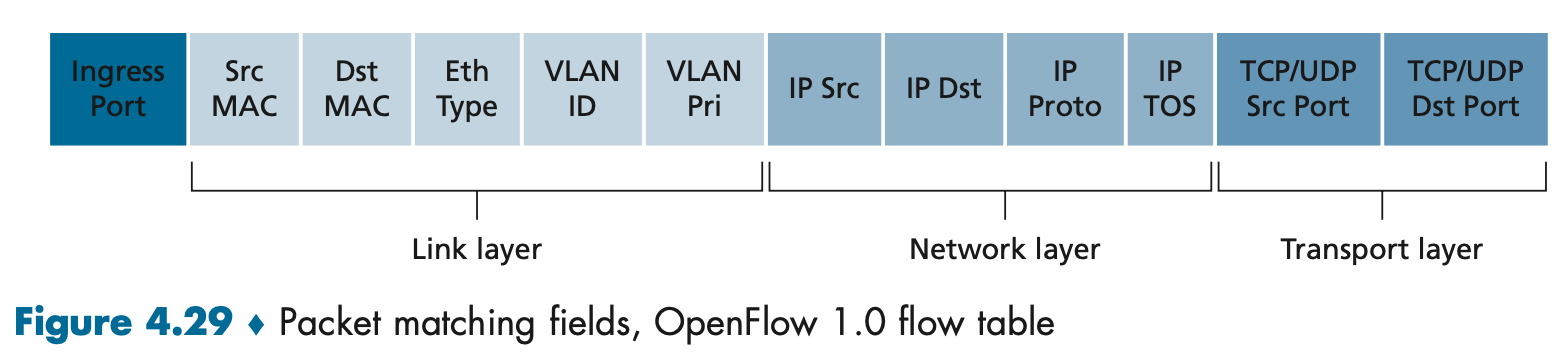 Ingress
Port
Src
MAC
Dst
MAC
Eth
Type
VLAN
ID
VLAN
Pri
IP Src
IP Dst
IP
Proto
IP
TOS
TCP/UDP
Src Port
TCP/UDP
Dst Port
Link layer
Network layer
Transport layer
Figure 4.29 ♦ Packet matching fields, OpenFlow 1.0 flow table